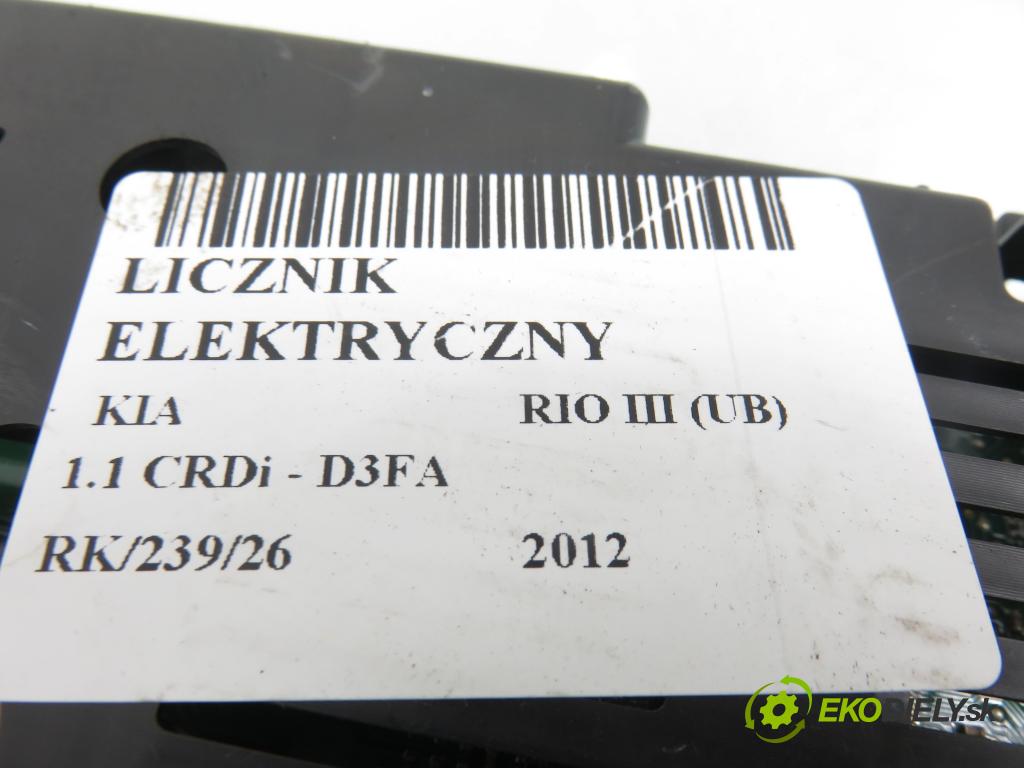 LICZNIK
ELEKTRYCZNY
KIA RIO III (UB)
1.1 CRDi - D3FA
RK/239/26 2012
EKODIELY.sk